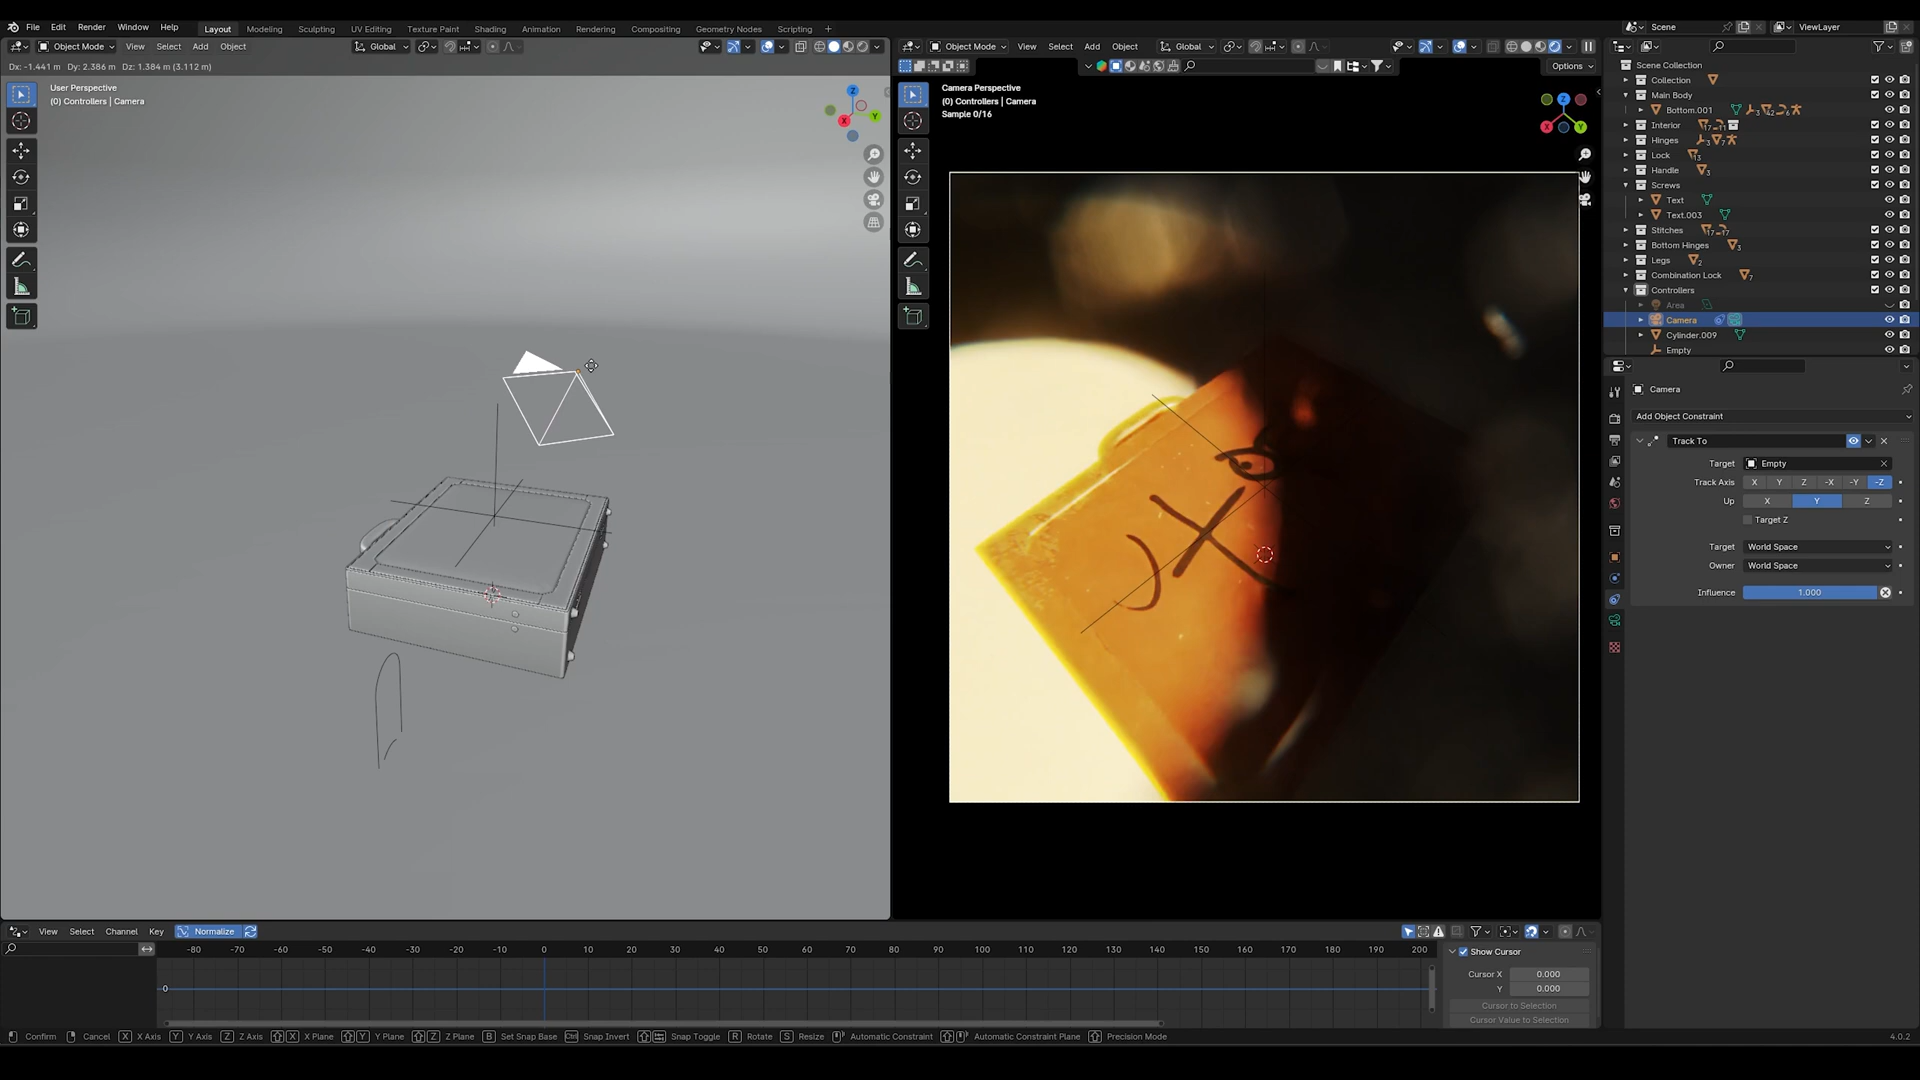 File Edit Render Window Help Layout Modeling Sculpting UV Editing Texture Paint Shading Animation Rendering Compositing Geometry Nodes Scripting + Scene ViewLayer
Object Mode View Select Add Object Global
Object Mode View Select Add Object Global
Dx: -1.441 m Dy: 2.386 m Dz: 1.384 m (3.112 m)
Options
User Perspective
(0) Controllers | Camera
Z
Y
X
Camera Perspective
(0) Controllers | Camera
Sample 0/16
Z
X
Y
Scene Collection
Collection
Main Body
Bottom.001
Interior
Hinges
Lock
Handle
Screws
Text
Text.003
Stitches
Bottom Hinges
Legs
Combination Lock
Controllers
Area
Camera
Cylinder.009
Empty
Camera
Add Object Constraint
Track To
Target Empty
Track Axis X Y Z -X -Y -Z
Up X Y Z
Target Z
Target World Space
Owner World Space
Influence 1.000
View Select Channel Key Normalize
-80 -70 -60 -50 -40 -30 -20 -10 0 10 20 30 40 50 60 70 80 90 100 110 120 130 140 150 160 170 180 190 200
0
Show Cursor
Cursor X 0.000
Y 0.000
Cursor to Selection
Cursor Value to Selection
Confirm Cancel X X Axis Y Y Axis Z Z Axis X X Plane Y Y Plane Z Z Plane B Set Snap Base Ctrl Snap Invert Snap Toggle R Rotate S Resize Automatic Constraint Automatic Constraint Plane Precision Mode 4.0.2